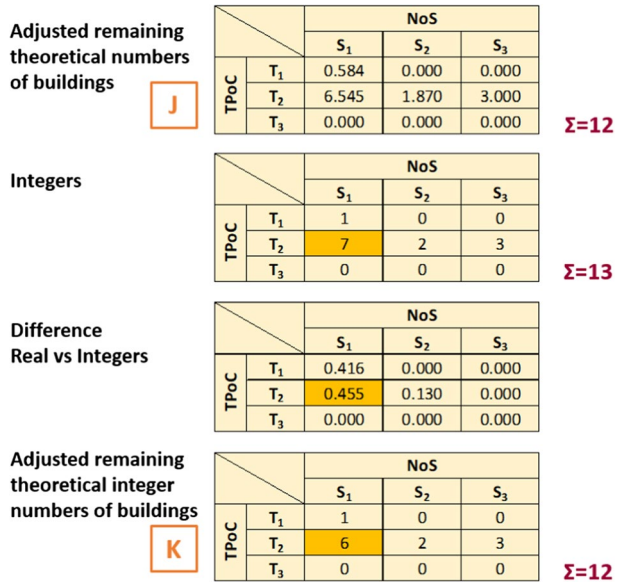 Adjusted remaining
theoretical numbers
of buildings
J
NoS
S₁ S₂ S₃
TPoC
T₁ 0.584 0.000 0.000
T₂ 6.545 1.870 3.000
T₃ 0.000 0.000 0.000
Σ=12
Integers
NoS
S₁ S₂ S₃
TPoC
T₁ 1 0 0
T₂ 7 2 3
T₃ 0 0 0
Σ=13
Difference
Real vs Integers
NoS
S₁ S₂ S₃
TPoC
T₁ 0.416 0.000 0.000
T₂ 0.455 0.130 0.000
T₃ 0.000 0.000 0.000
Adjusted remaining
theoretical integer
numbers of buildings
K
NoS
S₁ S₂ S₃
TPoC
T₁ 1 0 0
T₂ 6 2 3
T₃ 0 0 0
Σ=12